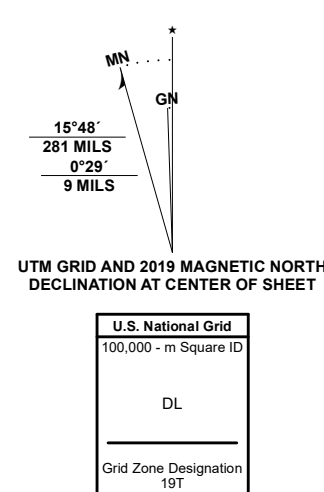 ★
MN
GN
15°48´
281 MILS
0°29´
9 MILS
UTM GRID AND 2019 MAGNETIC NORTH
DECLINATION AT CENTER OF SHEET
U.S. National Grid
100,000 - m Square ID
DL
Grid Zone Designation
19T